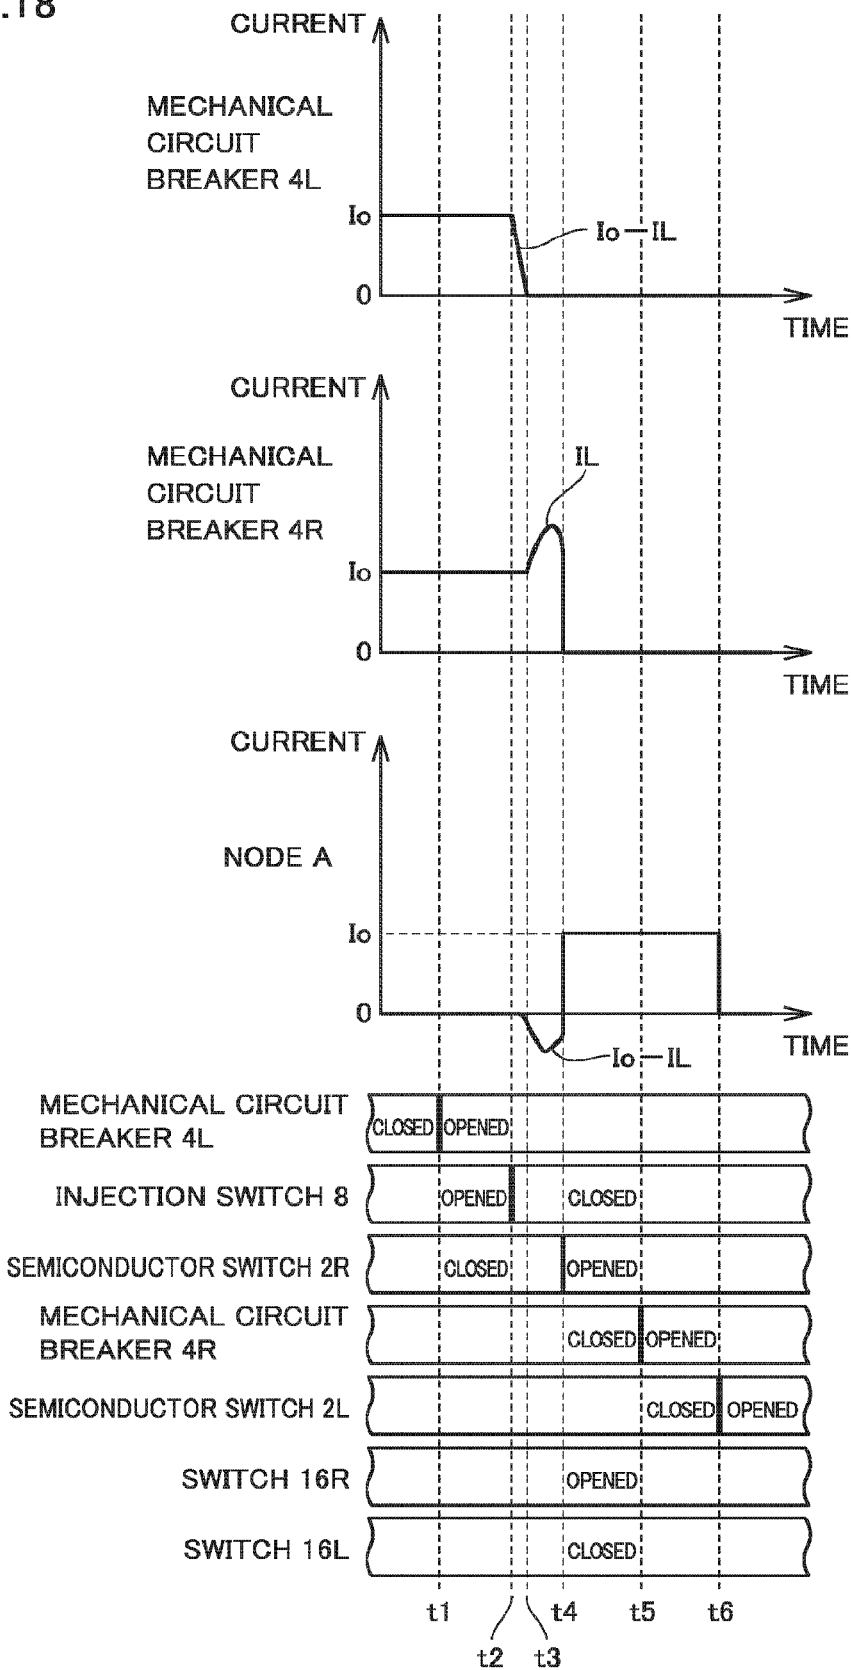 .18
CURRENT
MECHANICAL
CIRCUIT
BREAKER 4L
Io
Io－IL
0
TIME
CURRENT
MECHANICAL
CIRCUIT
BREAKER 4R
IL
Io
0
TIME
CURRENT
NODE A
Io
0
TIME
Io－IL
MECHANICAL CIRCUIT
BREAKER 4L
CLOSED OPENED
INJECTION SWITCH 8
OPENED CLOSED
SEMICONDUCTOR SWITCH 2R
CLOSED OPENED
MECHANICAL CIRCUIT
BREAKER 4R
CLOSED OPENED
SEMICONDUCTOR SWITCH 2L
CLOSED OPENED
SWITCH 16R
OPENED
SWITCH 16L
CLOSED
t1 t4 t5 t6
t2 t3